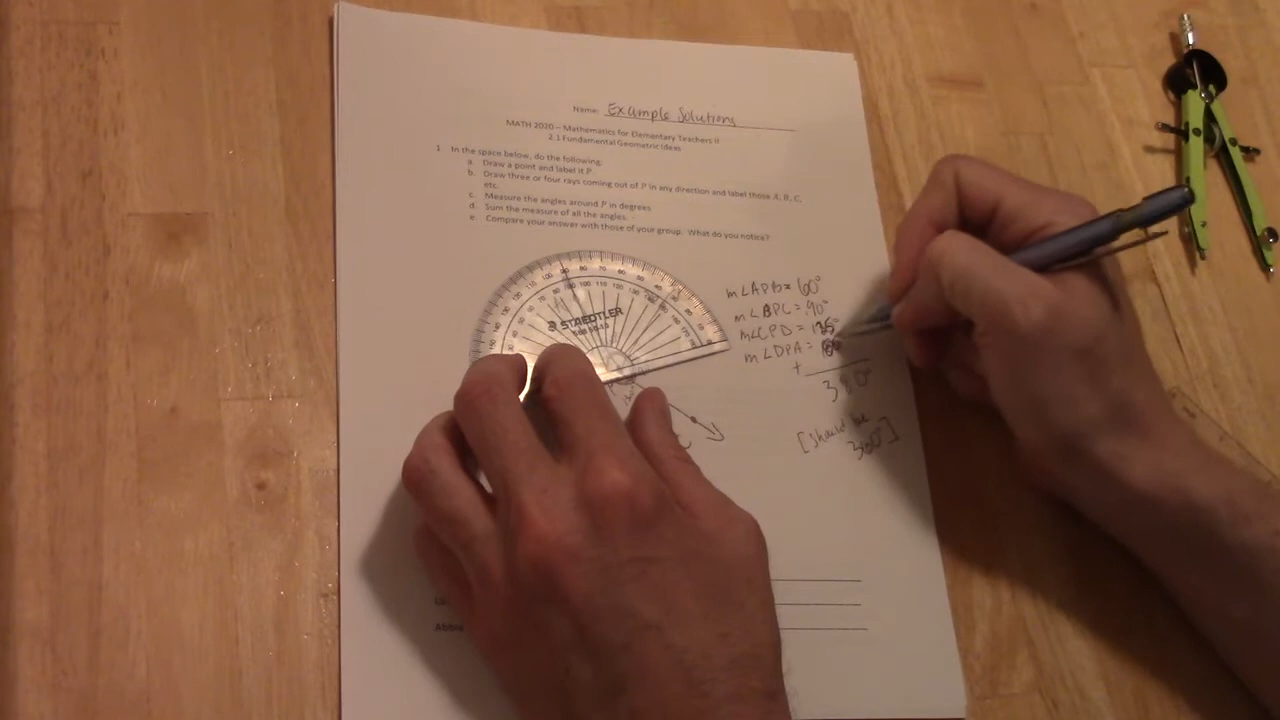 Name: Example Solutions
MATH 2020 – Mathematics for Elementary Teachers II
2.1 Fundamental Geometric Ideas
1 In the space below, do the following:
a. Draw a point and label it P.
b. Draw three or four rays coming out of P in any direction and label those A, B, C,
etc.
c. Measure the angles around P in degrees
d. Sum the measure of all the angles.
e. Compare your answer with those of your group. What do you notice?
STAEDTLER
m∠APB = 60°
m∠BPC = 90°
m∠CPD =
m∠DPA =
+
[should be
360°]